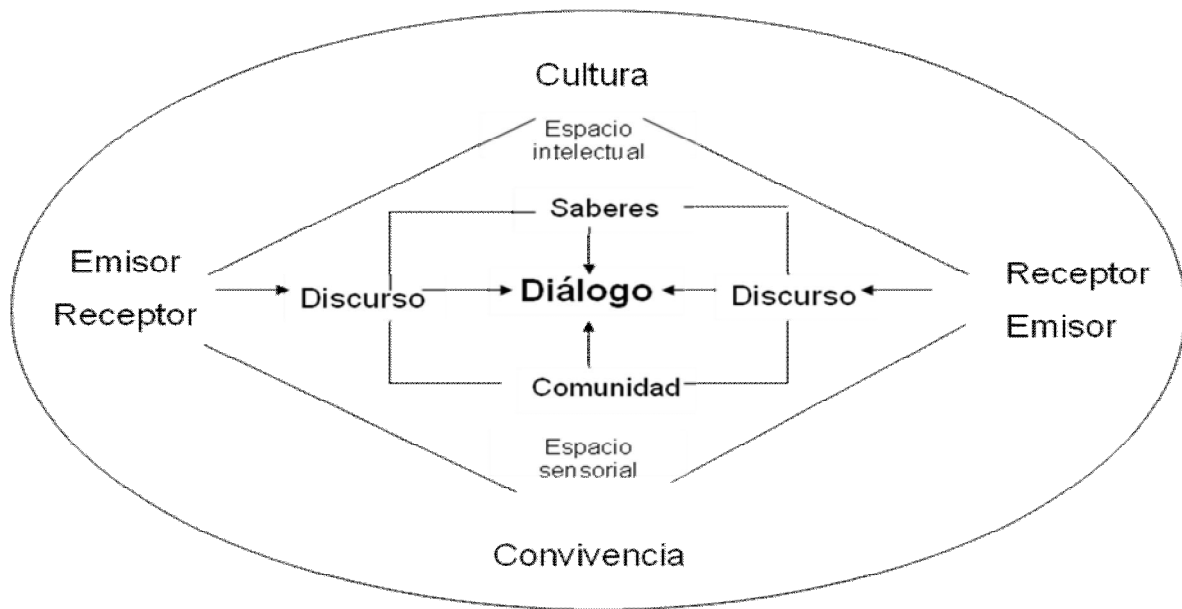 Cultura
Espacio
intelectual
Saberes
Emisor
Receptor
Discurso
Diálogo
Discurso
Receptor
Emisor
Comunidad
Espacio
sensorial
Convivencia